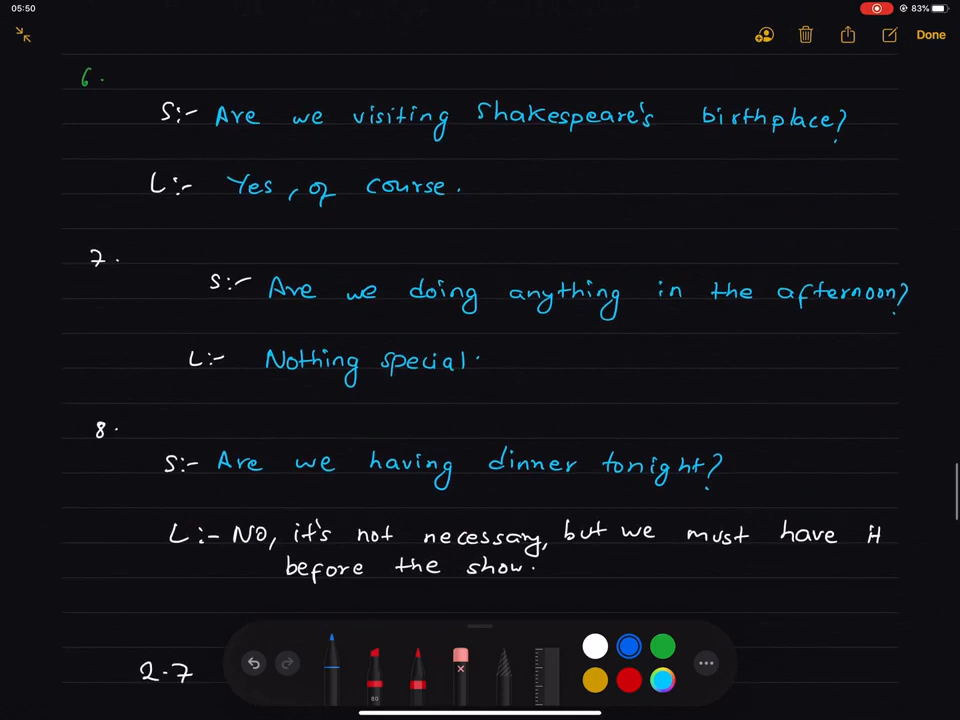 05:50
83%
Done
6.
S:- Are we visiting Shakespeare's birthplace?
L:- Yes, of course.
7.
S:- Are we doing anything in the afternoon?
L:- Nothing special.
8.
S:- Are we having dinner tonight?
L:- No, it's not necessary, but we must have it
before the show.
2.7
80